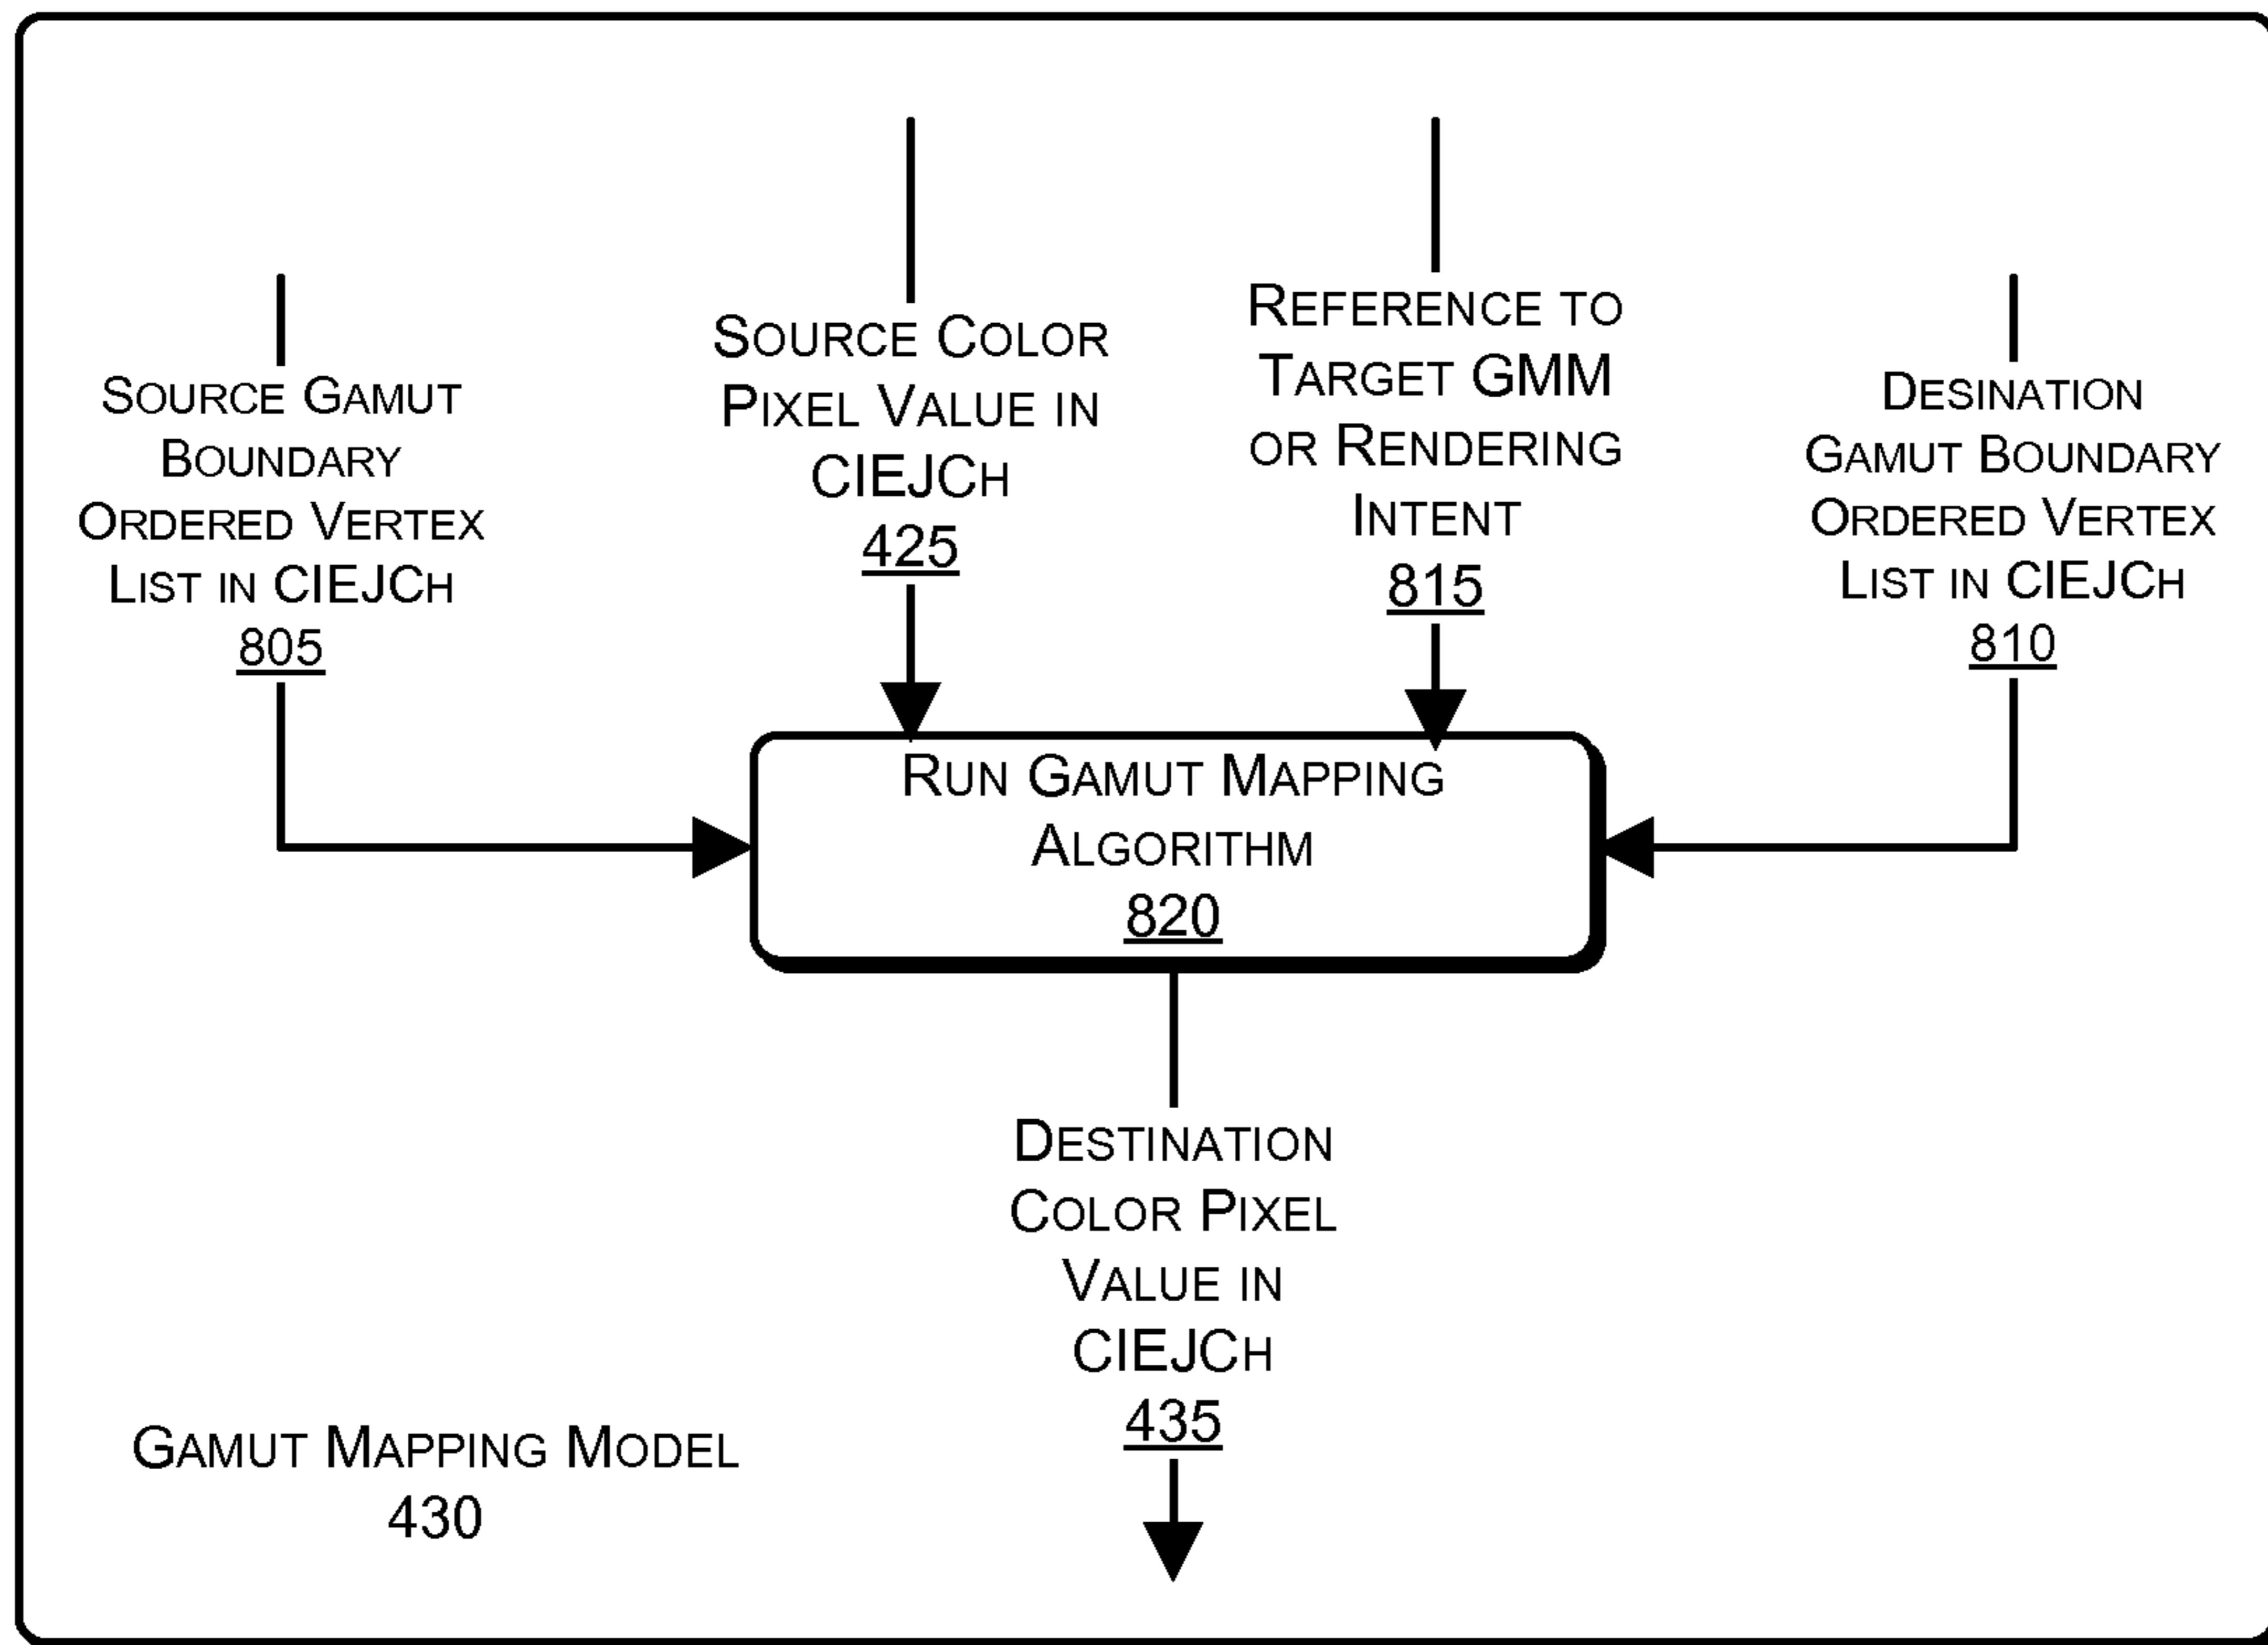 Source Gamut
Boundary
Ordered Vertex
List in CIEJCh
805
Source Color
Pixel Value in
CIEJCh
425
Reference to
Target GMM
or Rendering
Intent
815
Desination
Gamut Boundary
Ordered Vertex
List in CIEJCh
810
Run Gamut Mapping
Algorithm
820
Destination
Color Pixel
Value in
CIEJCh
435
Gamut Mapping Model
430